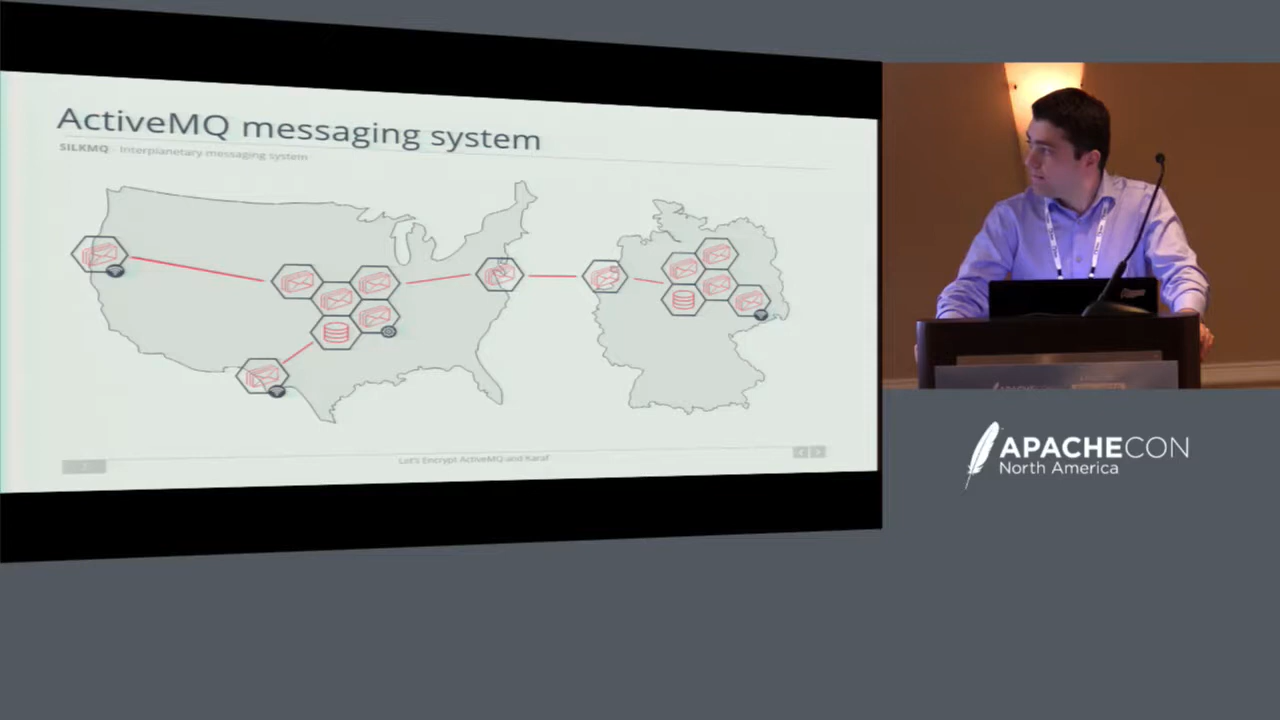 ActiveMQ messaging system
SILKMQ - Interplanetary messaging system
Let's Encrypt ActiveMQ and Karaf
APACHECON
North America